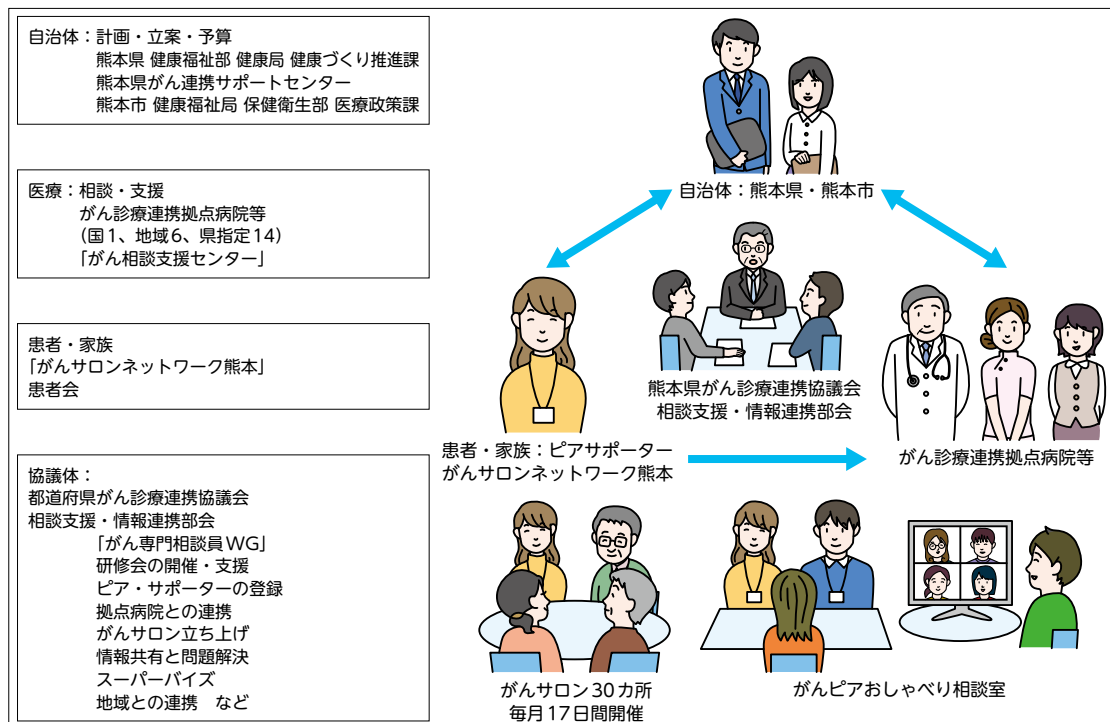 自治体：計画・立案・予算
熊本県 健康福祉部 健康局 健康づくり推進課
熊本県がん連携サポートセンター
熊本市 健康福祉局 保健衛生部 医療政策課
医療：相談・支援
がん診療連携拠点病院等
（国1、地域6、県指定14）
「がん相談支援センター」
患者・家族
「がんサロンネットワーク熊本」
患者会
協議体：
都道府県がん診療連携協議会
相談支援・情報連携部会
「がん専門相談員WG」
研修会の開催・支援
ピア・サポーターの登録
拠点病院との連携
がんサロン立ち上げ
情報共有と問題解決
スーパーバイズ
地域との連携　など
自治体：熊本県・熊本市
熊本県がん診療連携協議会
相談支援・情報連携部会
患者・家族：ピアサポーター
がんサロンネットワーク熊本
がん診療連携拠点病院等
がんサロン30カ所
毎月17日間開催
がんピアおしゃべり相談室